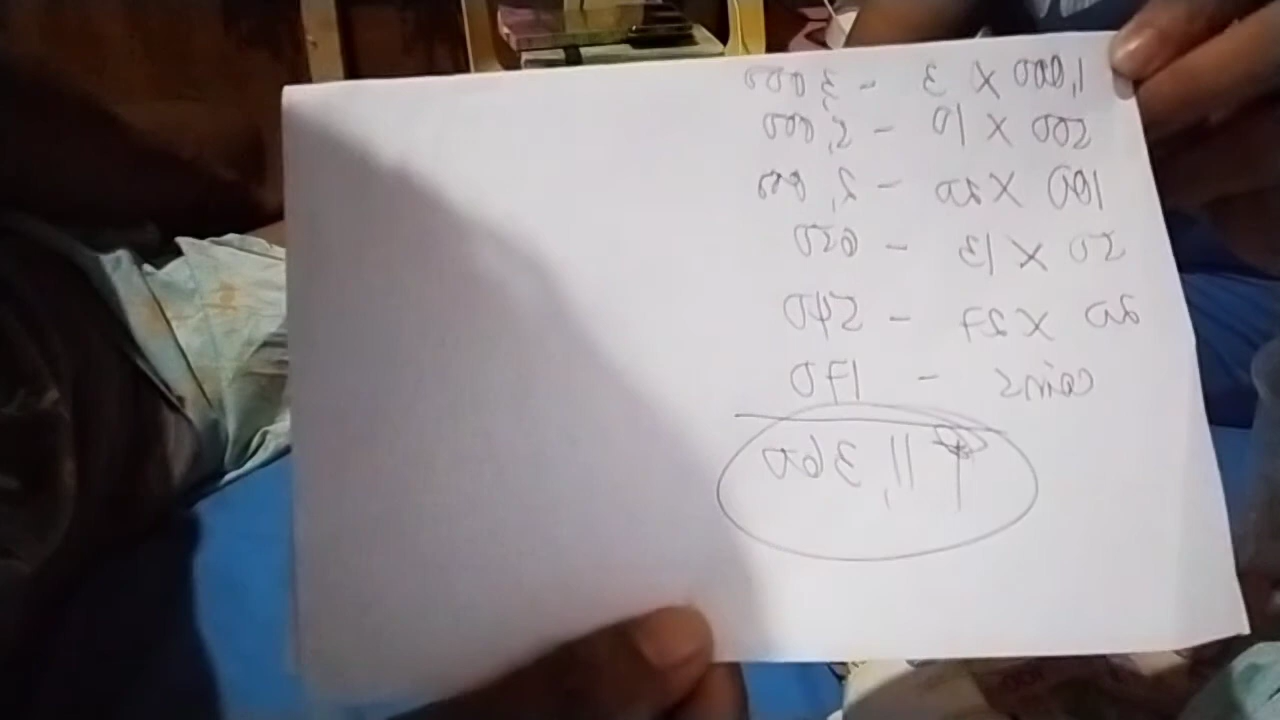 1,000 X 3 - 3,000
500 X 10 - 5,000
100 X 20 - 2,000
50 X 13 - 650
20 X 27 - 540
coins - 170
₱ 11,360